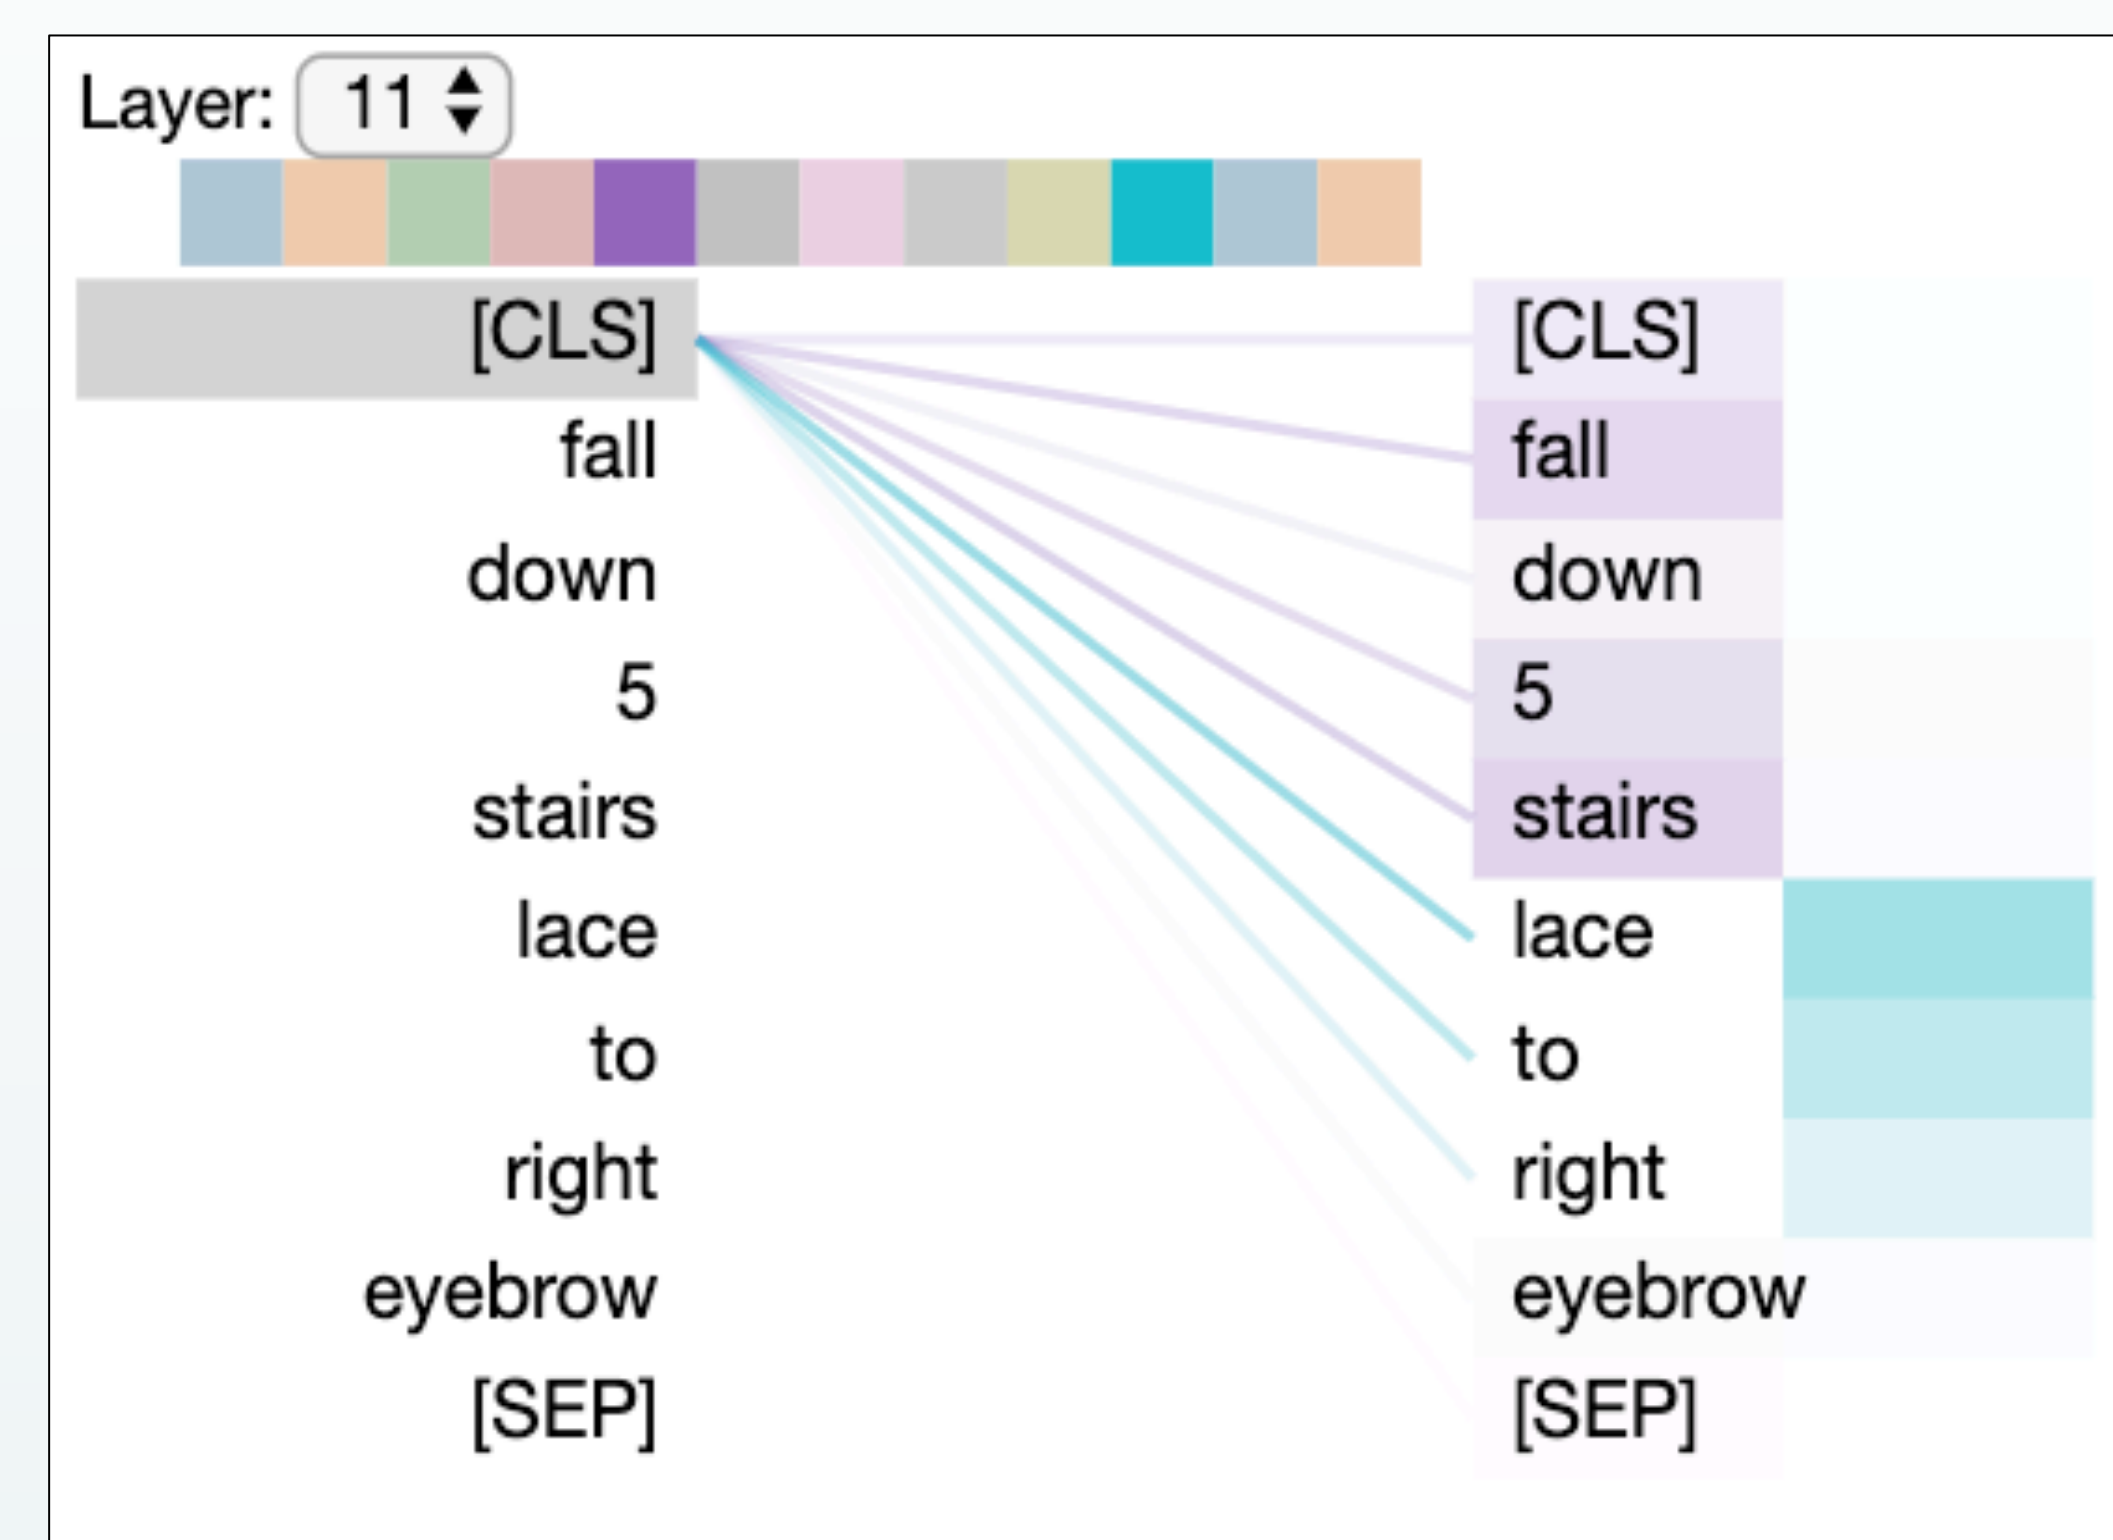 Layer: 11
[CLS] [CLS]
fall fall
down down
5 5
stairs stairs
lace lace
to to
right right
eyebrow eyebrow
[SEP] [SEP]